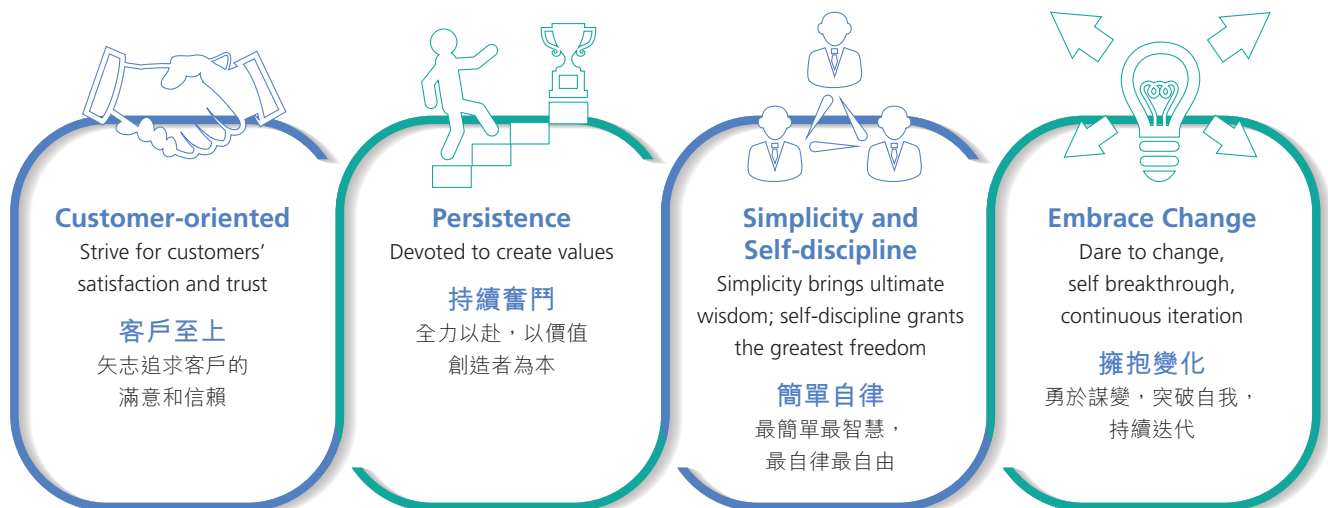 Customer-oriented
Strive for customers’
satisfaction and trust
客戶至上
矢志追求客戶的
滿意和信賴
Persistence
Devoted to create values
持續奮鬥
全力以赴，以價值
創造者為本
Simplicity and
Self-discipline
Simplicity brings ultimate
wisdom; self-discipline grants
the greatest freedom
簡單自律
最簡單最智慧，
最自律最自由
Embrace Change
Dare to change,
self breakthrough,
continuous iteration
擁抱變化
勇於謀變，突破自我，
持續迭代